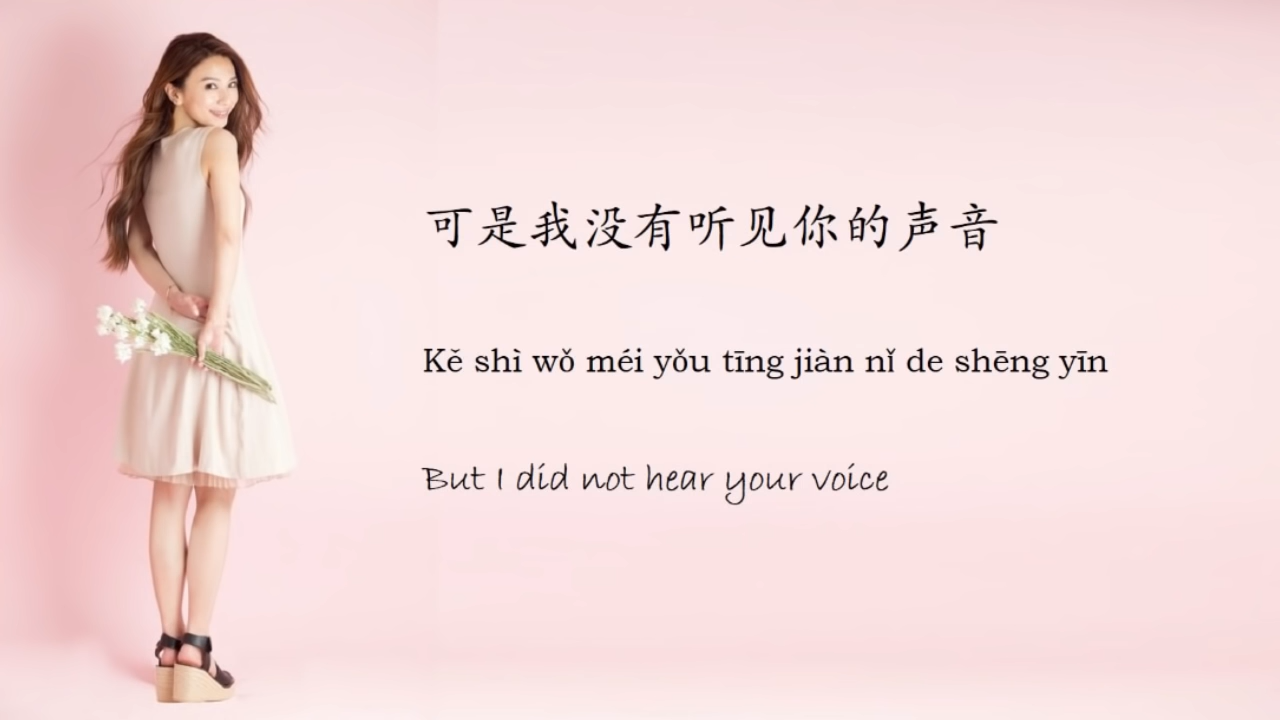 可是我没有听见你的声音
Kě shì wǒ méi yǒu tīng jiàn nǐ de shēng yīn
But I did not hear your voice